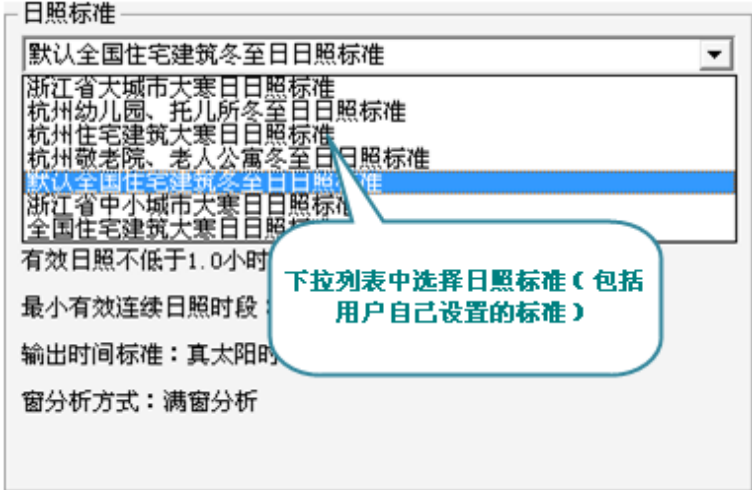 日照标准
默认全国住宅建筑冬至日日照标准
浙江省大城市大寒日日照标准
杭州幼儿园、托儿所冬至日日照标准
杭州住宅建筑大寒日日照标准
杭州敬老院、老人公寓冬至日日照标准
默认全国住宅建筑冬至日日照标准
浙江省中小城市大寒日日照标准
全国住宅建筑大寒日日照
有效日照不低于1.0小时
最小有效连续日照时段：
输出时间标准：真太阳时
窗分析方式：满窗分析
下拉列表中选择日照标准（包括
用户自己设置的标准）